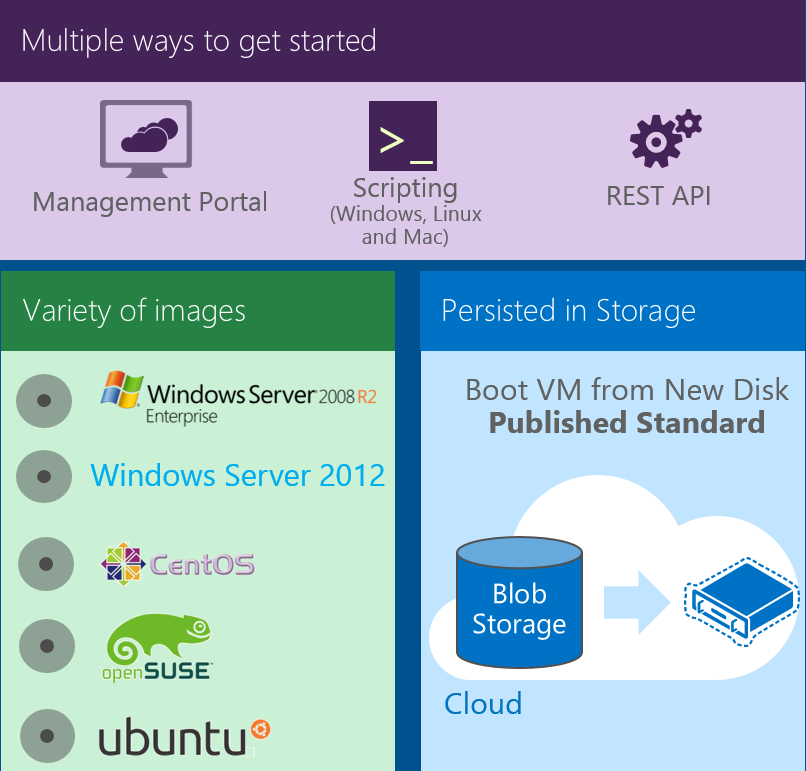 Multiple ways to get started
Management Portal
Scripting
(Windows, Linux
and Mac)
REST API
Variety of images
Windows Server 2008 R2
Enterprise
Windows Server 2012
CentOS
openSUSE
ubuntu
Persisted in Storage
Boot VM from New Disk
Published Standard
Blob
Storage
Cloud